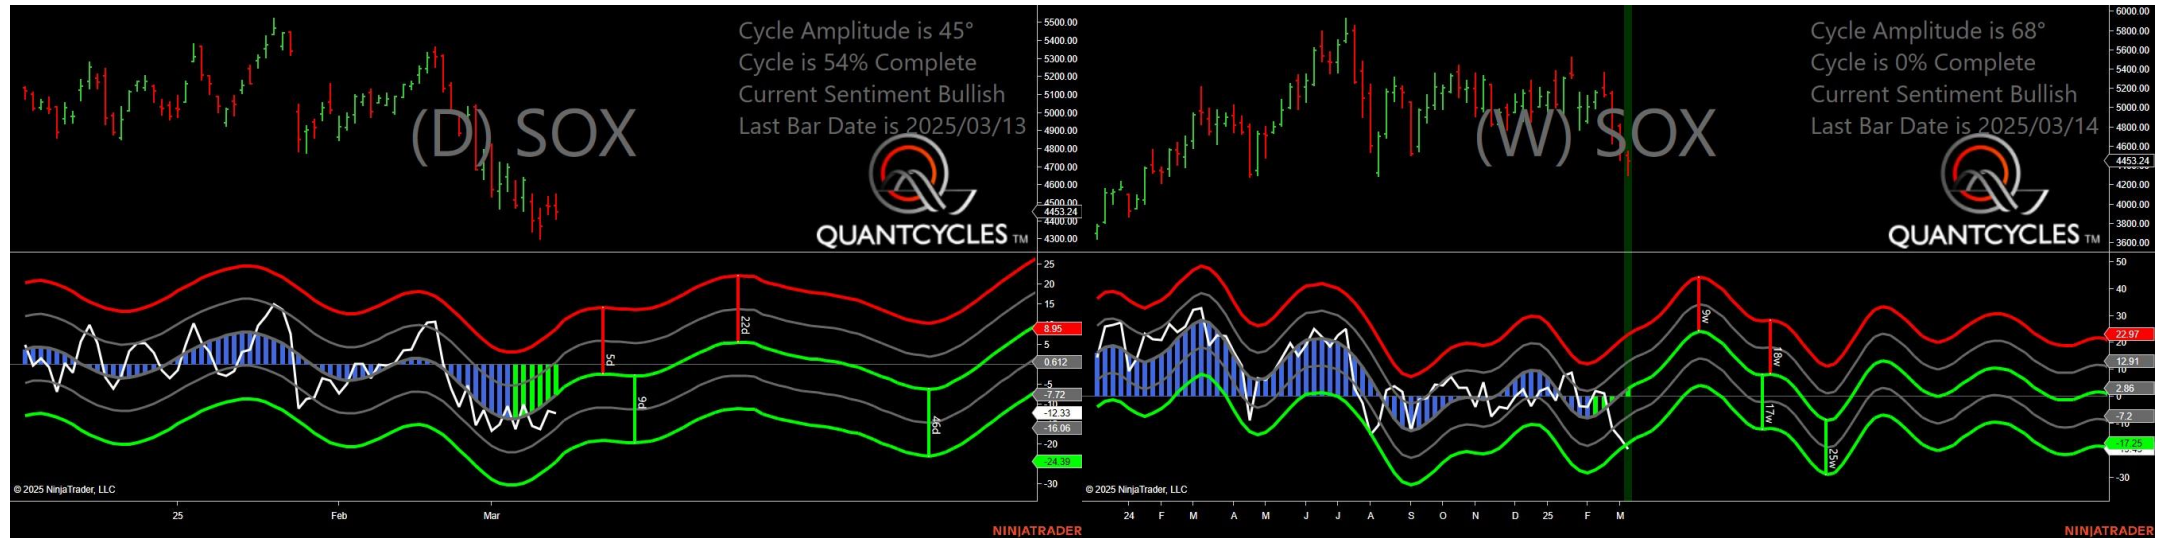 Cycle Amplitude is 45°
Cycle is 54% Complete
Current Sentiment Bullish
Last Bar Date is 2025/03/13
(D) SOX
QUANTCYCLES TM
5500.00
5400.00
5300.00
5200.00
5100.00
5000.00
4900.00
4800.00
4700.00
4600.00
4500.00
4453.24
4400.00
4300.00
25
20
15
8.95
5
0.612
-5
-7.72
-10
-12.33
-16.06
-20
-24.39
-30
5d
9d
22d
46d
© 2025 NinjaTrader, LLC
25
Feb
Mar
NINJATRADER
Cycle Amplitude is 68°
Cycle is 0% Complete
Current Sentiment Bullish
Last Bar Date is 2025/03/14
(W) SOX
QUANTCYCLES TM
6000.00
5800.00
5600.00
5400.00
5200.00
5000.00
4800.00
4600.00
4453.24
4200.00
4000.00
3800.00
3600.00
50
40
30
22.97
20
12.91
10
2.86
0
-7.2
-10
-17.25
-30
9w
18w
17w
25w
© 2025 NinjaTrader, LLC
24 F M A M J J A S O N D 25 F M
NINJATRADER